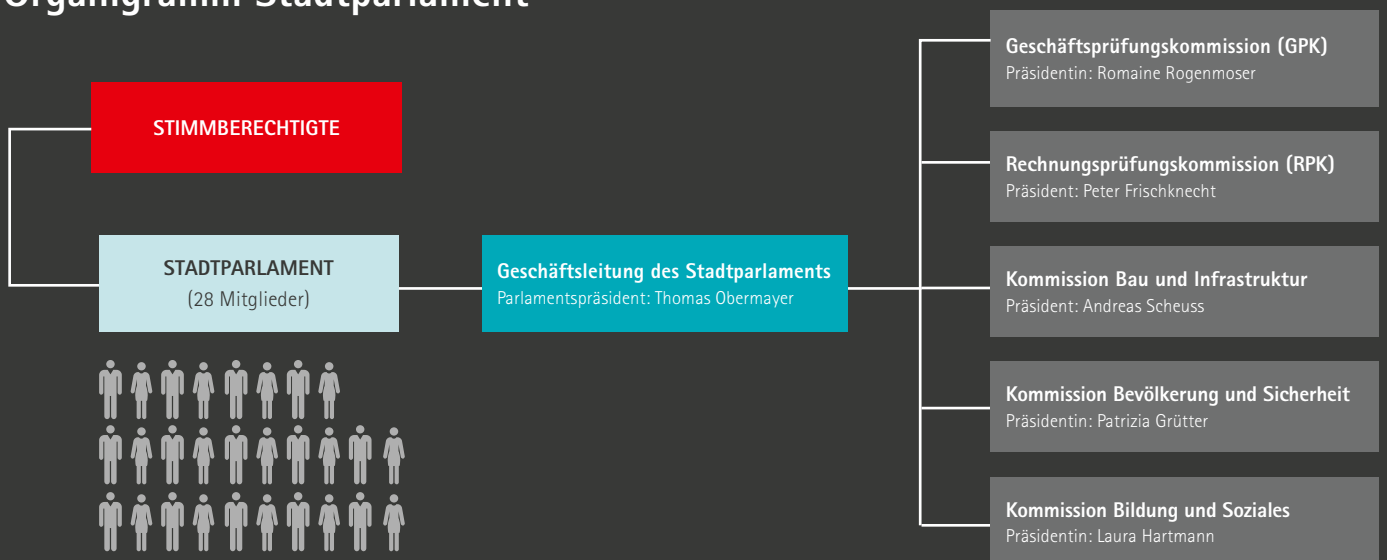 Organigramm Stadtparlament
STIMMBERECHTIGTE
STADTPARLAMENT
(28 Mitglieder)
Geschäftsleitung des Stadtparlaments
Parlamentspräsident: Thomas Obermayer
Geschäftsprüfungskommission (GPK)
Präsidentin: Romaine Rogenmoser
Rechnungsprüfungskommission (RPK)
Präsident: Peter Frischknecht
Kommission Bau und Infrastruktur
Präsident: Andreas Scheuss
Kommission Bevölkerung und Sicherheit
Präsidentin: Patrizia Grütter
Kommission Bildung und Soziales
Präsidentin: Laura Hartmann